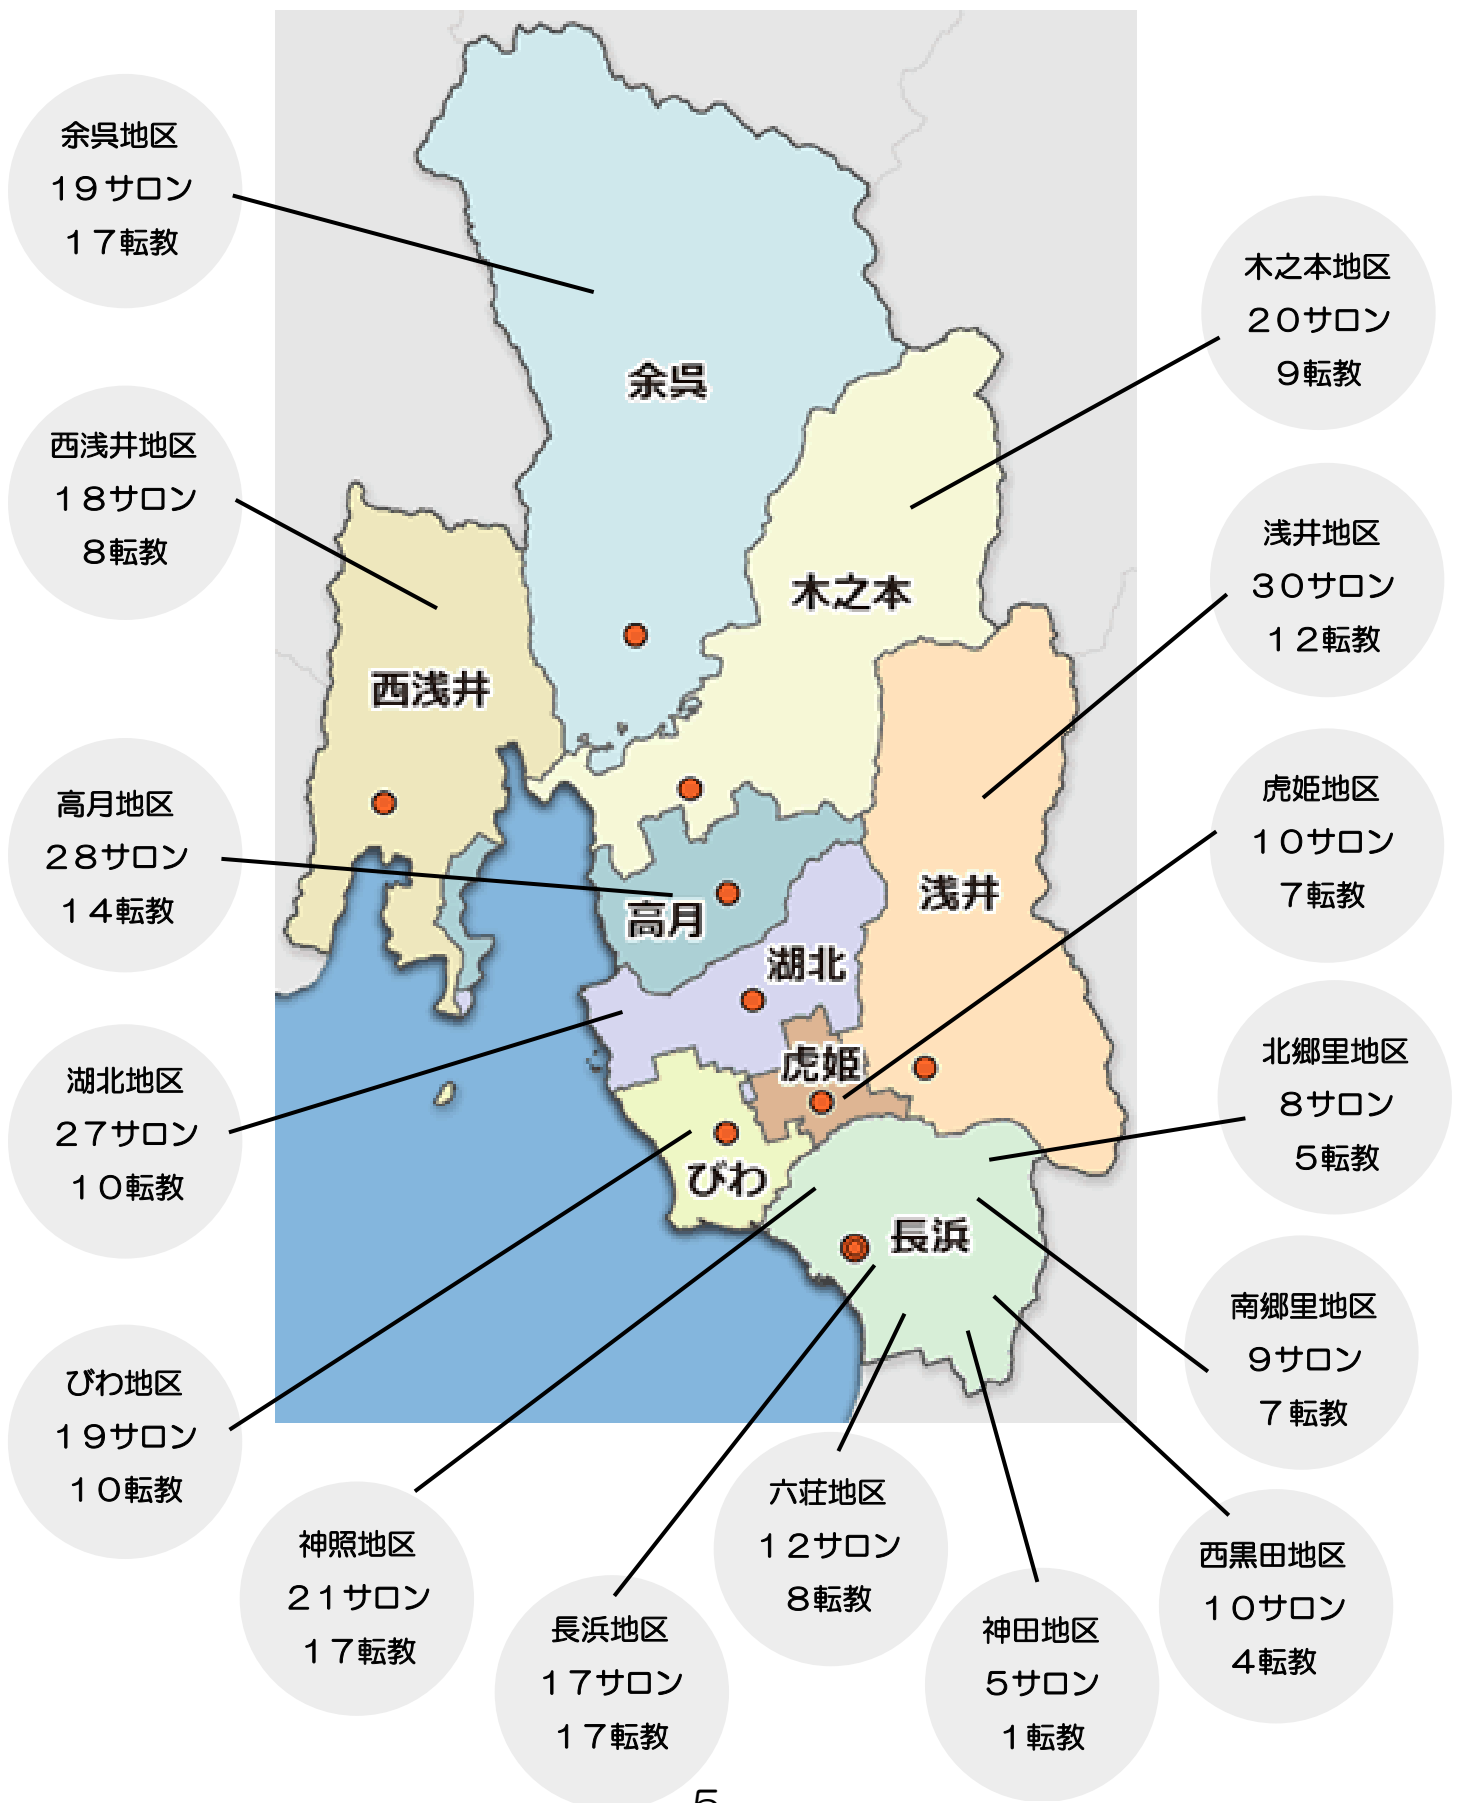 余呉地区
１９サロン
１７転教
木之本地区
２０サロン
９転教
余呉
西浅井地区
１８サロン
８転教
浅井地区
３０サロン
１２転教
木之本
西浅井
高月地区
２８サロン
１４転教
虎姫地区
１０サロン
７転教
浅井
高月
湖北
虎姫
北郷里地区
８サロン
５転教
湖北地区
２７サロン
１０転教
びわ
長浜
南郷里地区
９サロン
７転教
びわ地区
１９サロン
１０転教
六荘地区
１２サロン
８転教
神照地区
２１サロン
１７転教
西黒田地区
１０サロン
４転教
長浜地区
１７サロン
１７転教
神田地区
５サロン
１転教
5